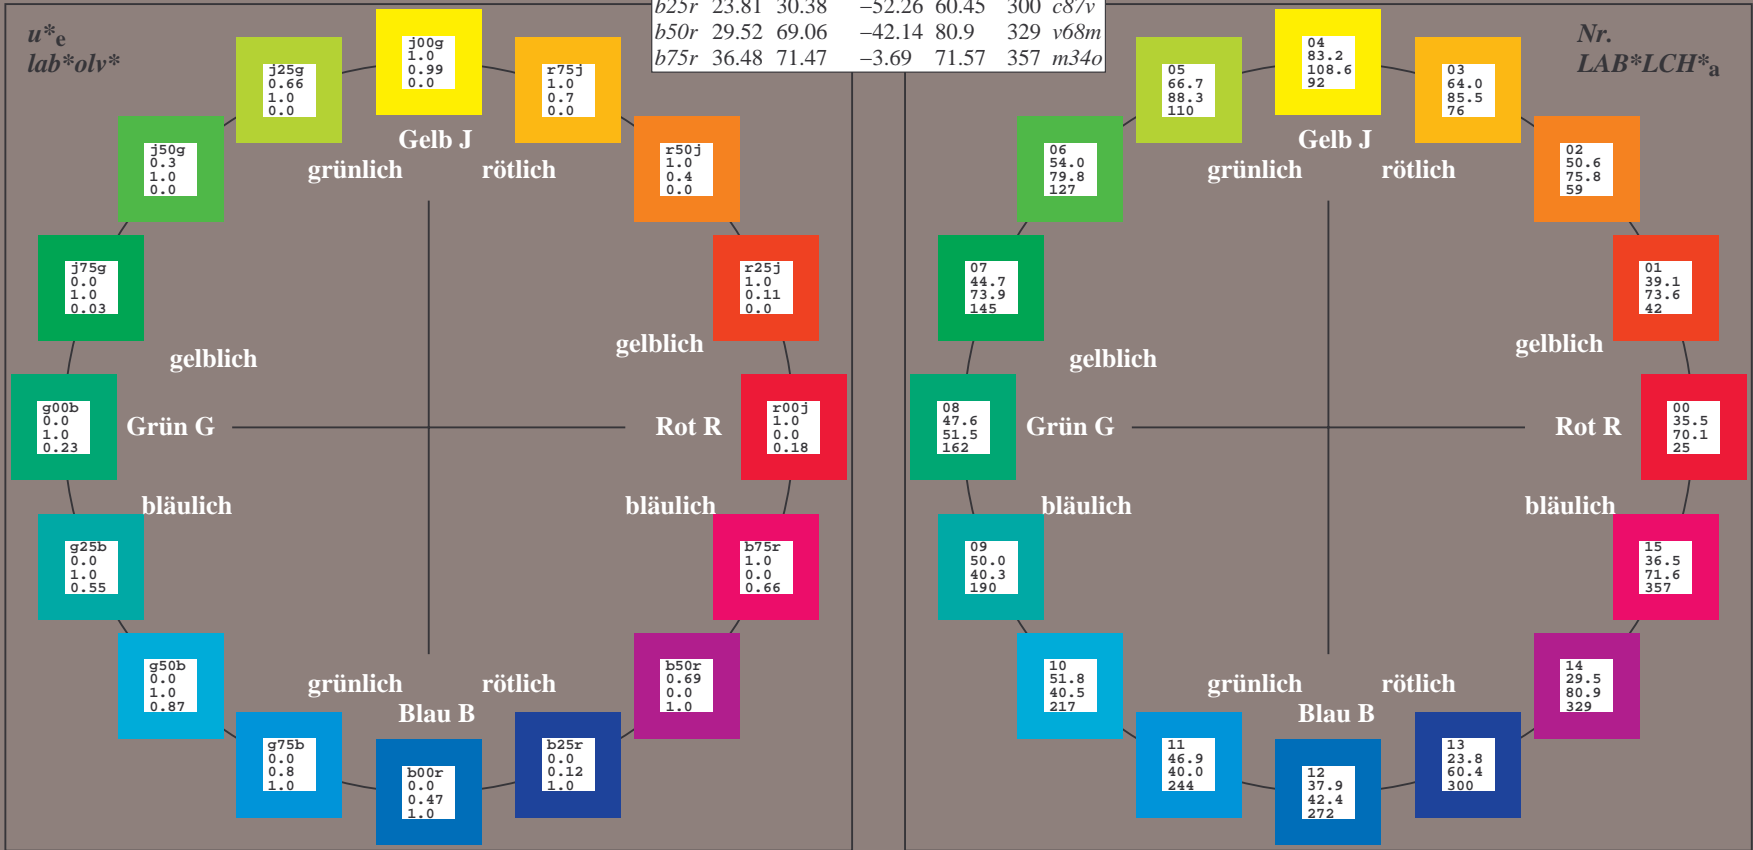 b25r 23.81 30.38 −52.26 60.45 300 c87v
b50r 29.52 69.06 −42.14 80.9 329 v68m
b75r 36.48 71.47 −3.69 71.57 357 m34o
u*e
lab*olv*
j00g
1.0
0.99
0.0
j25g
0.66
1.0
0.0
r75j
1.0
0.7
0.0
j50g
0.3
1.0
0.0
r50j
1.0
0.4
0.0
Gelb J
grünlich rötlich
j75g
0.0
1.0
0.03
r25j
1.0
0.11
0.0
gelblich gelblich
g00b
0.0
1.0
0.23
Grün G
Rot R
r00j
1.0
0.0
0.18
bläulich bläulich
g25b
0.0
1.0
0.55
b75r
1.0
0.0
0.66
g50b
0.0
1.0
0.87
b50r
0.69
0.0
1.0
grünlich rötlich
Blau B
g75b
0.0
0.8
1.0
b00r
0.0
0.47
1.0
b25r
0.0
0.12
1.0
Nr.
LAB*LCH*a
04
83.2
108.6
92
05
66.7
88.3
110
03
64.0
85.5
76
06
54.0
79.8
127
02
50.6
75.8
59
Gelb J
grünlich rötlich
07
44.7
73.9
145
01
39.1
73.6
42
gelblich gelblich
08
47.6
51.5
162
Grün G
Rot R
00
35.5
70.1
25
bläulich bläulich
09
50.0
40.3
190
15
36.5
71.6
357
10
51.8
40.5
217
14
29.5
80.9
329
grünlich rötlich
Blau B
11
46.9
40.0
244
12
37.9
42.4
272
13
23.8
60.4
300